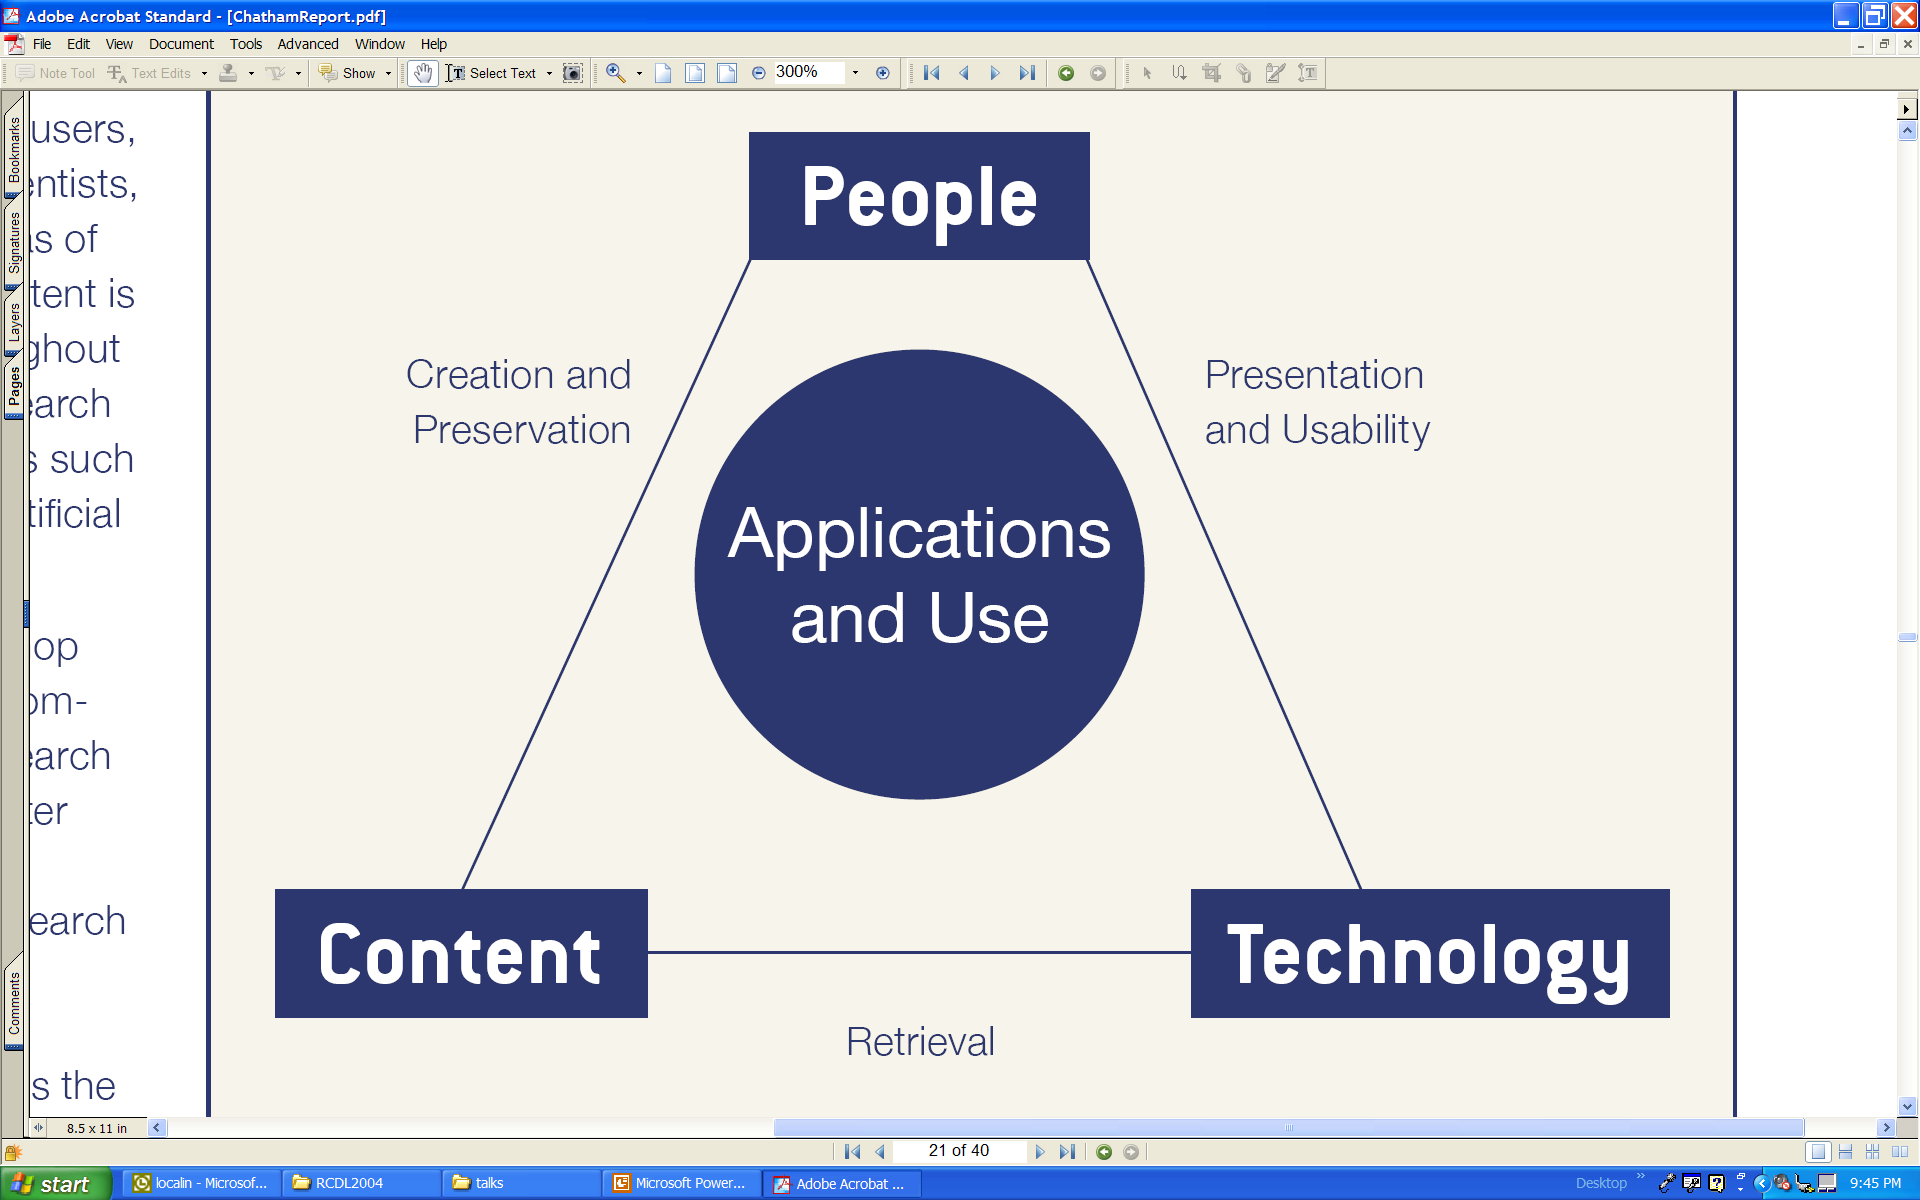 Adobe Acrobat Standard - [ChathamReport.pdf]
File Edit View Document Tools Advanced Window Help
Note Tool Text Edits Show Select Text 300%
Bookmarks
Signatures
Layers
Pages
Comments
users,
entists,
s of
tent is
ghout
earch
s such
tificial
op
om-
earch
ter
earch
s the
People
Creation and
Preservation
Presentation
and Usability
Applications
and Use
Content
Technology
Retrieval
8.5 x 11 in
21 of 40
start localin - Microsof... RCDL2004 talks Microsoft Power... Adobe Acrobat ... Desktop » 9:45 PM